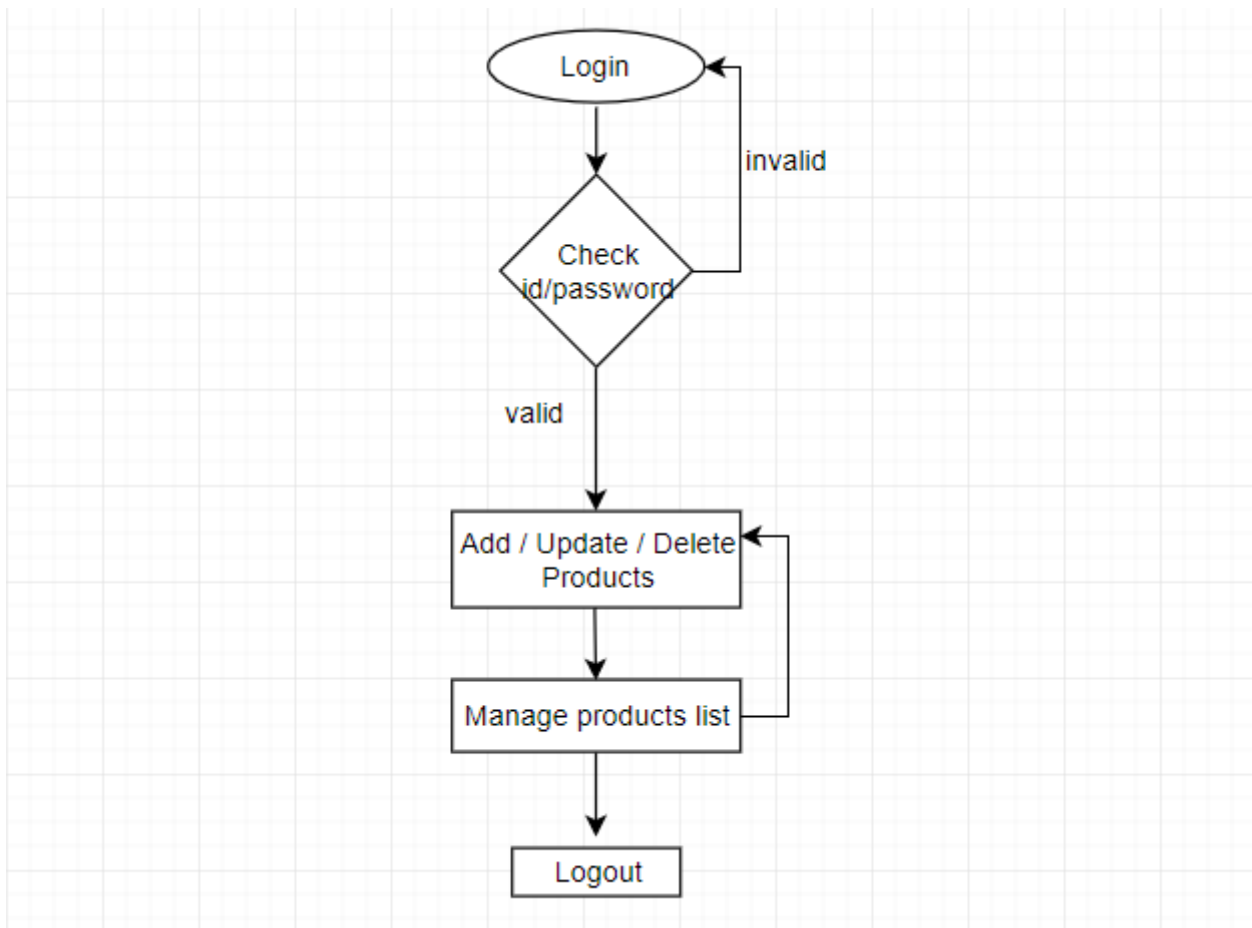 Login
invalid
Check
id/password
valid
Add / Update / Delete
Products
Manage products list
Logout